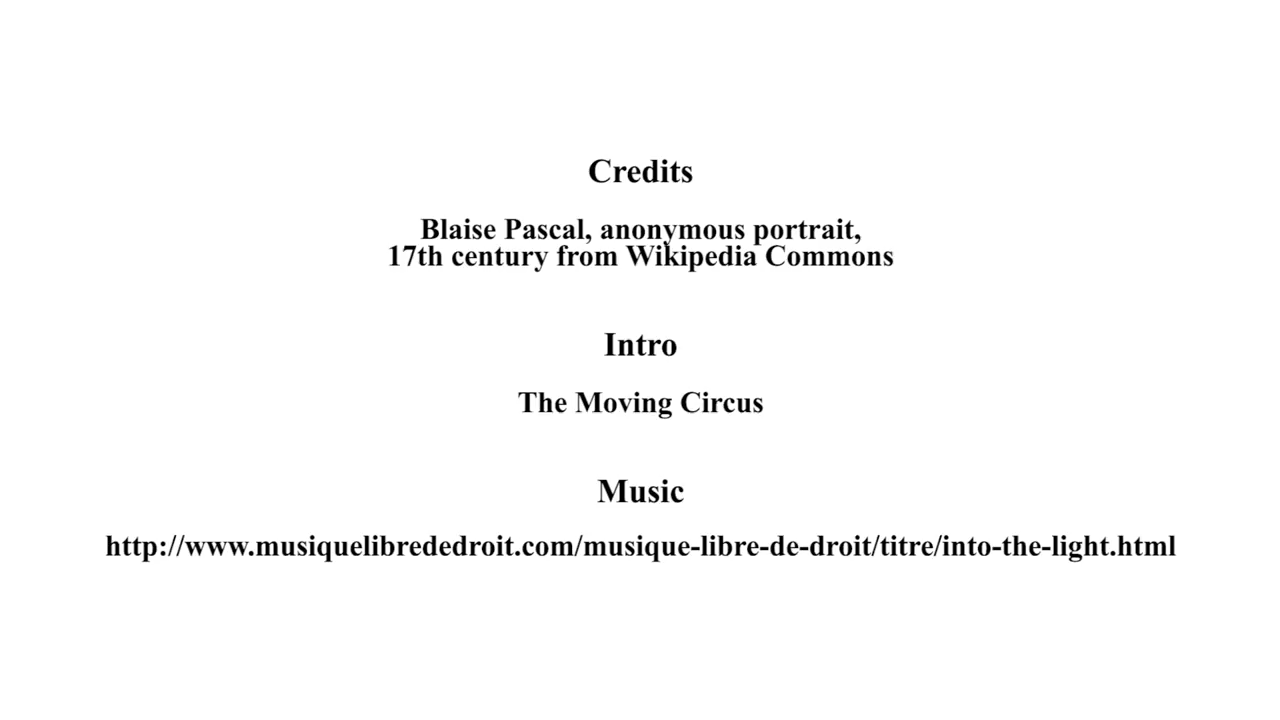 Credits
Blaise Pascal, anonymous portrait,
17th century from Wikipedia Commons
Intro
The Moving Circus
Music
http://www.musiquelibrededroit.com/musique-libre-de-droit/titre/into-the-light.html